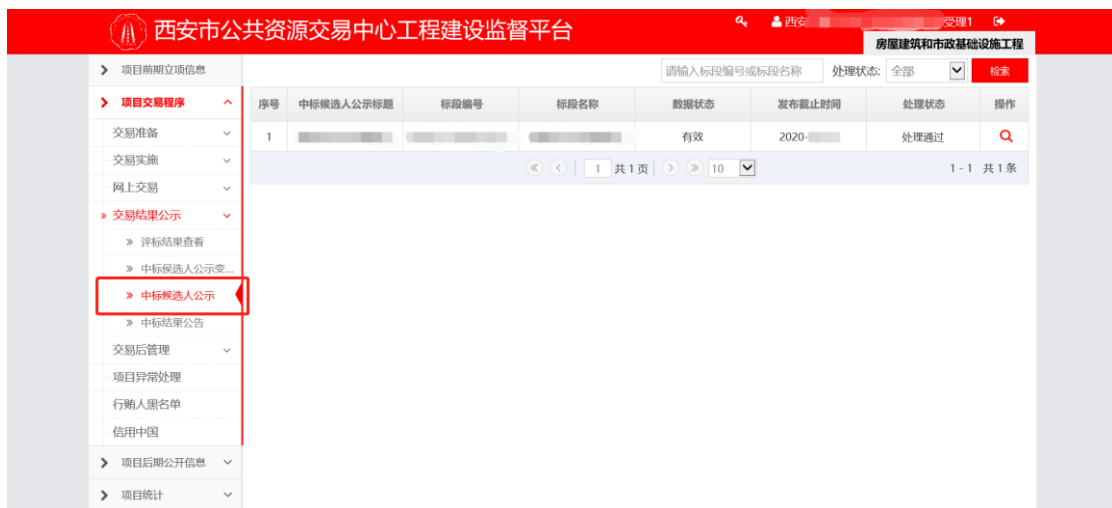 西安市公共资源交易中心工程建设监督平台
西安 受理1
房屋建筑和市政基础设施工程
项目前期立项信息
请输入标段编号或标段名称 处理状态: 全部 检索
项目交易程序
序号 中标候选人公示标题 标段编号 标段名称 数据状态 发布截止时间 处理状态 操作
交易准备
1 有效 2020- 处理通过
交易实施
1 共1页 10 1 - 1 共1条
网上交易
交易结果公示
评标结果查看
中标候选人公示变...
中标候选人公示
中标结果公告
交易后管理
项目异常处理
行贿人黑名单
信用中国
项目后期公开信息
项目统计